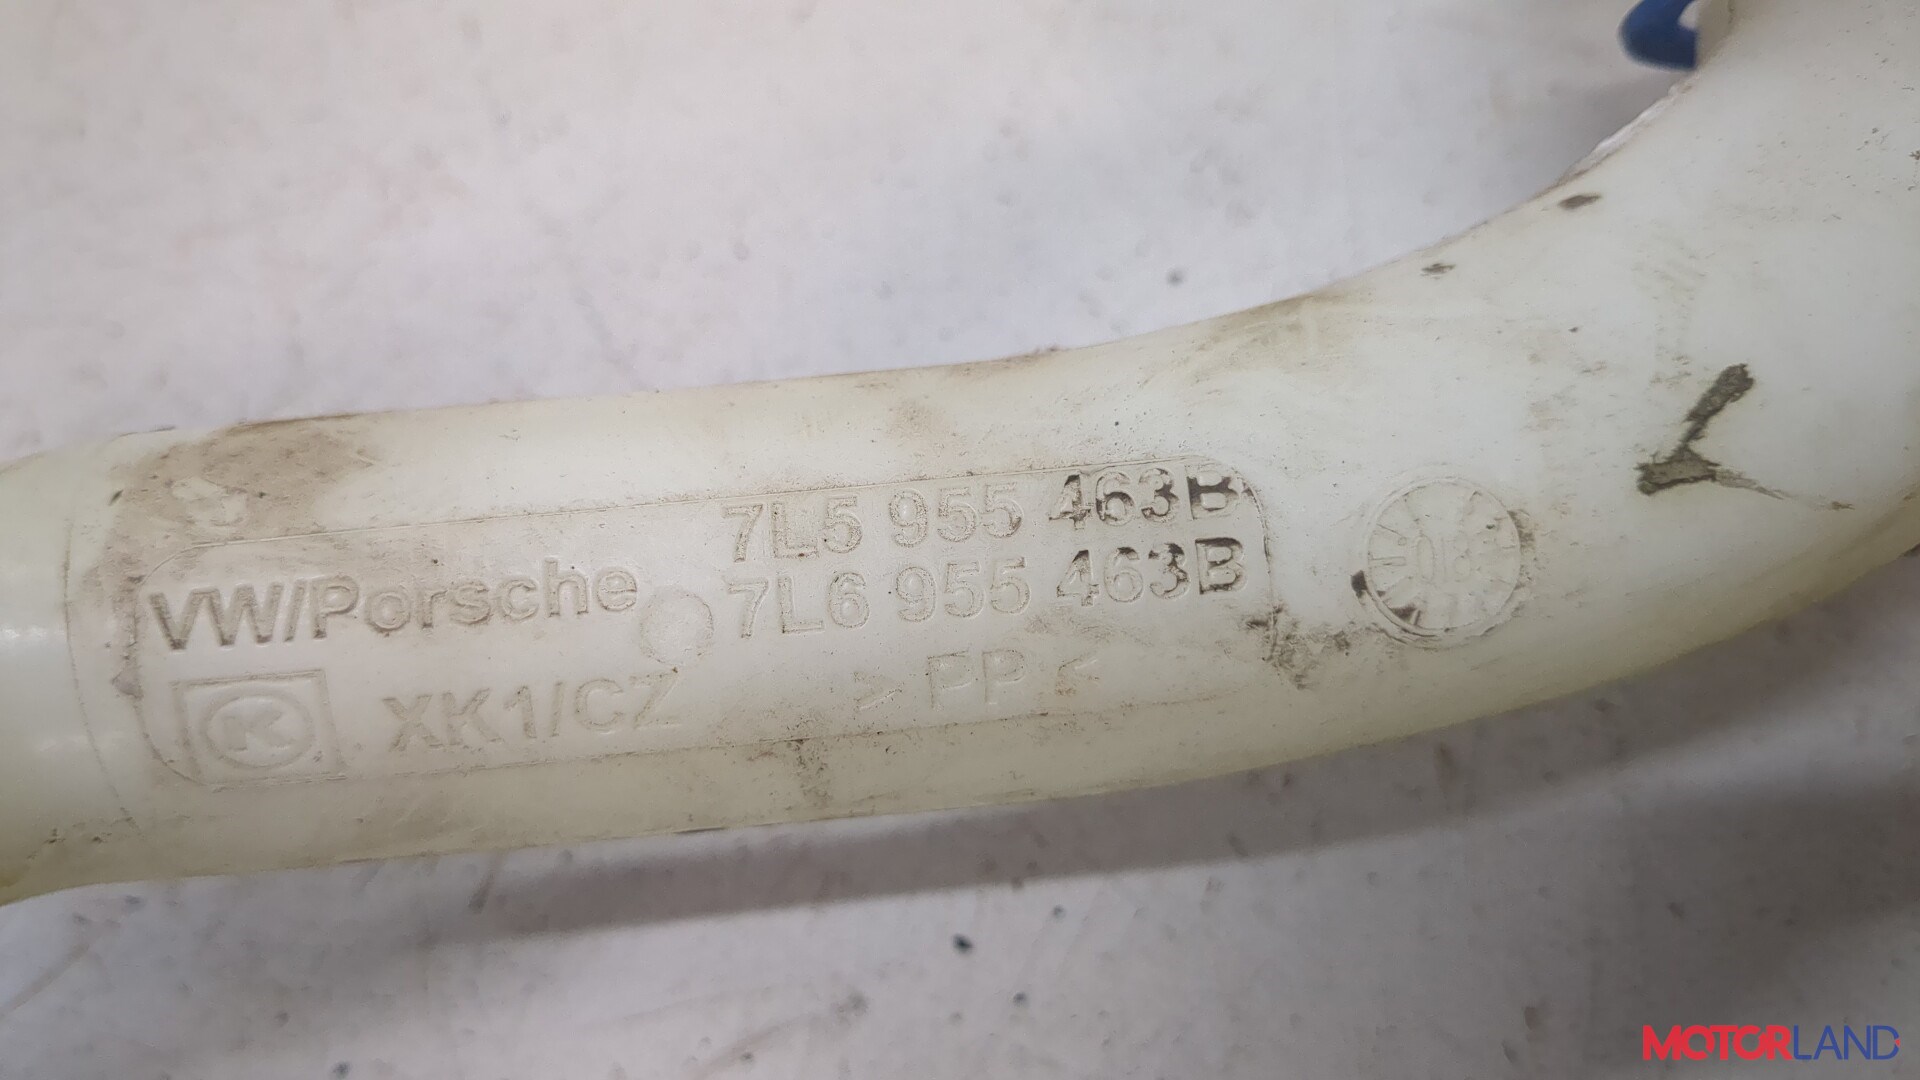 7L5 955 463B
VW/Porsche 7L6 955 463B
K XK1/CZ >PP<
MOTORLAND